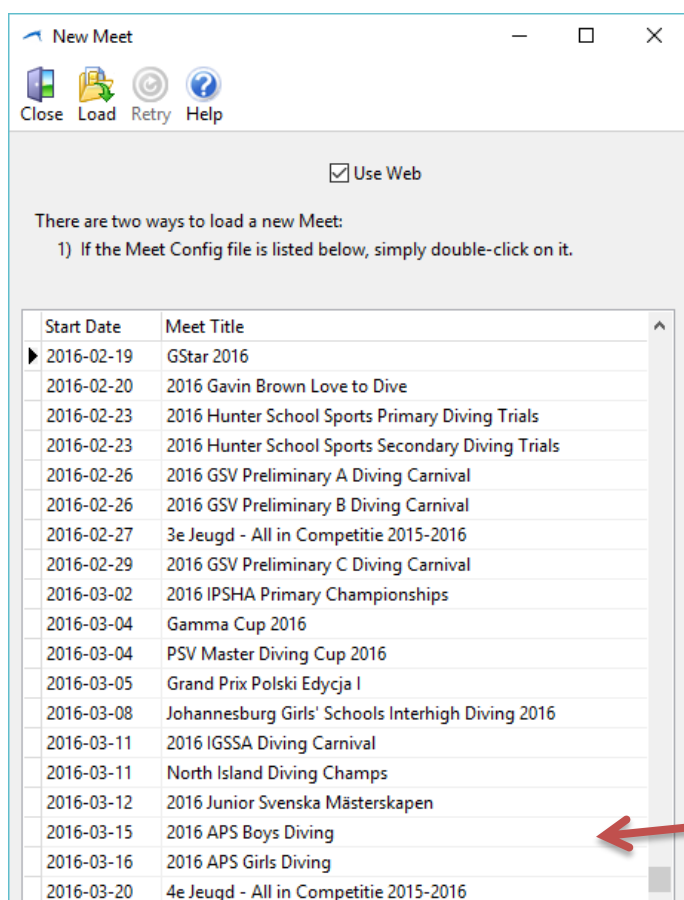 New Meet
Close Load Retry Help
Use Web
There are two ways to load a new Meet:
1) If the Meet Config file is listed below, simply double-click on it.
Start Date Meet Title
2016-02-19 GStar 2016
2016-02-20 2016 Gavin Brown Love to Dive
2016-02-23 2016 Hunter School Sports Primary Diving Trials
2016-02-23 2016 Hunter School Sports Secondary Diving Trials
2016-02-26 2016 GSV Preliminary A Diving Carnival
2016-02-26 2016 GSV Preliminary B Diving Carnival
2016-02-27 3e Jeugd - All in Competitie 2015-2016
2016-02-29 2016 GSV Preliminary C Diving Carnival
2016-03-02 2016 IPSHA Primary Championships
2016-03-04 Gamma Cup 2016
2016-03-04 PSV Master Diving Cup 2016
2016-03-05 Grand Prix Polski Edycja I
2016-03-08 Johannesburg Girls' Schools Interhigh Diving 2016
2016-03-11 2016 IGSSA Diving Carnival
2016-03-11 North Island Diving Champs
2016-03-12 2016 Junior Svenska Mästerskapen
2016-03-15 2016 APS Boys Diving
2016-03-16 2016 APS Girls Diving
2016-03-20 4e Jeugd - All in Competitie 2015-2016